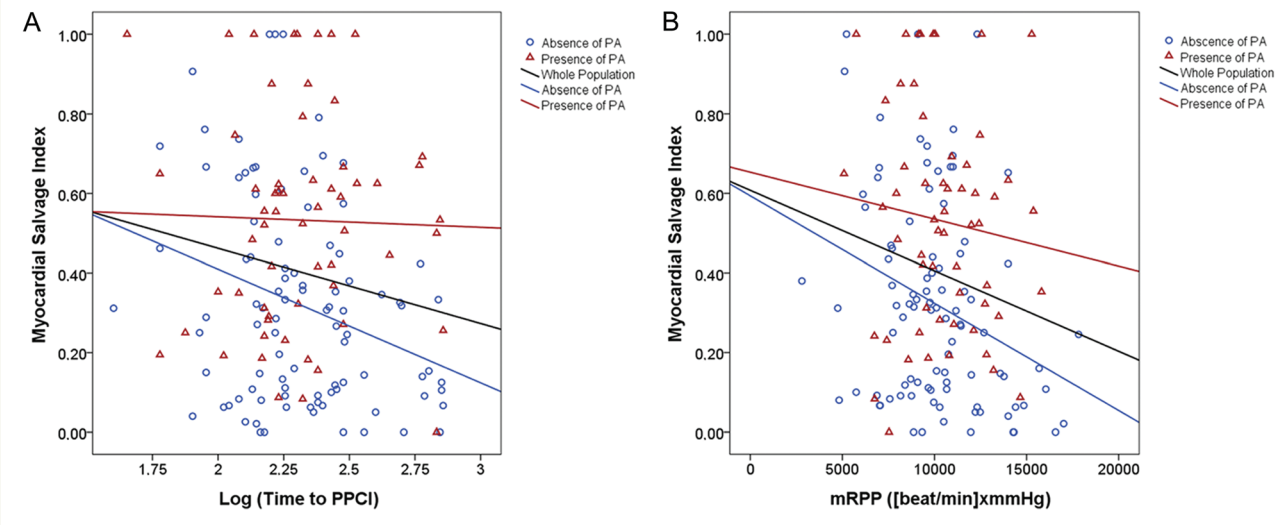 A
Myocardial Salvage Index
1.00
0.80
0.60
0.40
0.20
0.00
1.75 2 2.25 2.5 2.75 3
Log (Time to PPCI)
Absence of PA
Presence of PA
Whole Population
Absence of PA
Presence of PA
B
Myocardial Salvage Index
1.00
0.80
0.60
0.40
0.20
0.00
0 5000 10000 15000 20000
mRPP ([beat/min]xmmHg)
Abscence of PA
Presence of PA
Whole Population
Abscence of PA
Presence of PA